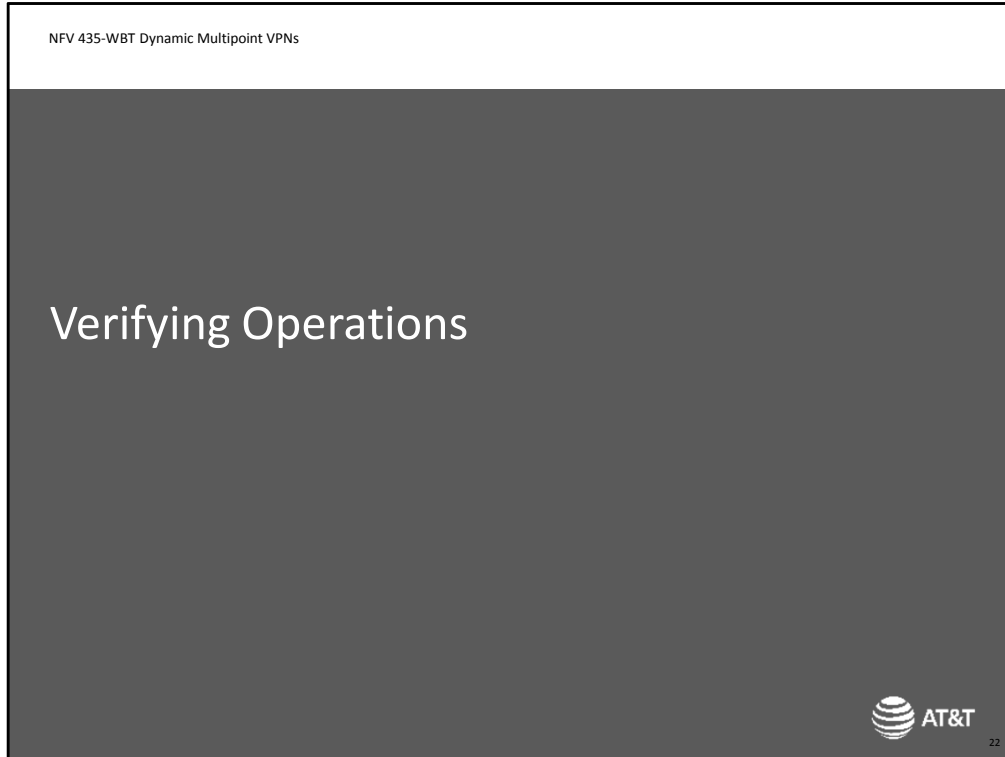 NFV 435-WBT Dynamic Multipoint VPNs
Verifying Operations
AT&T
22